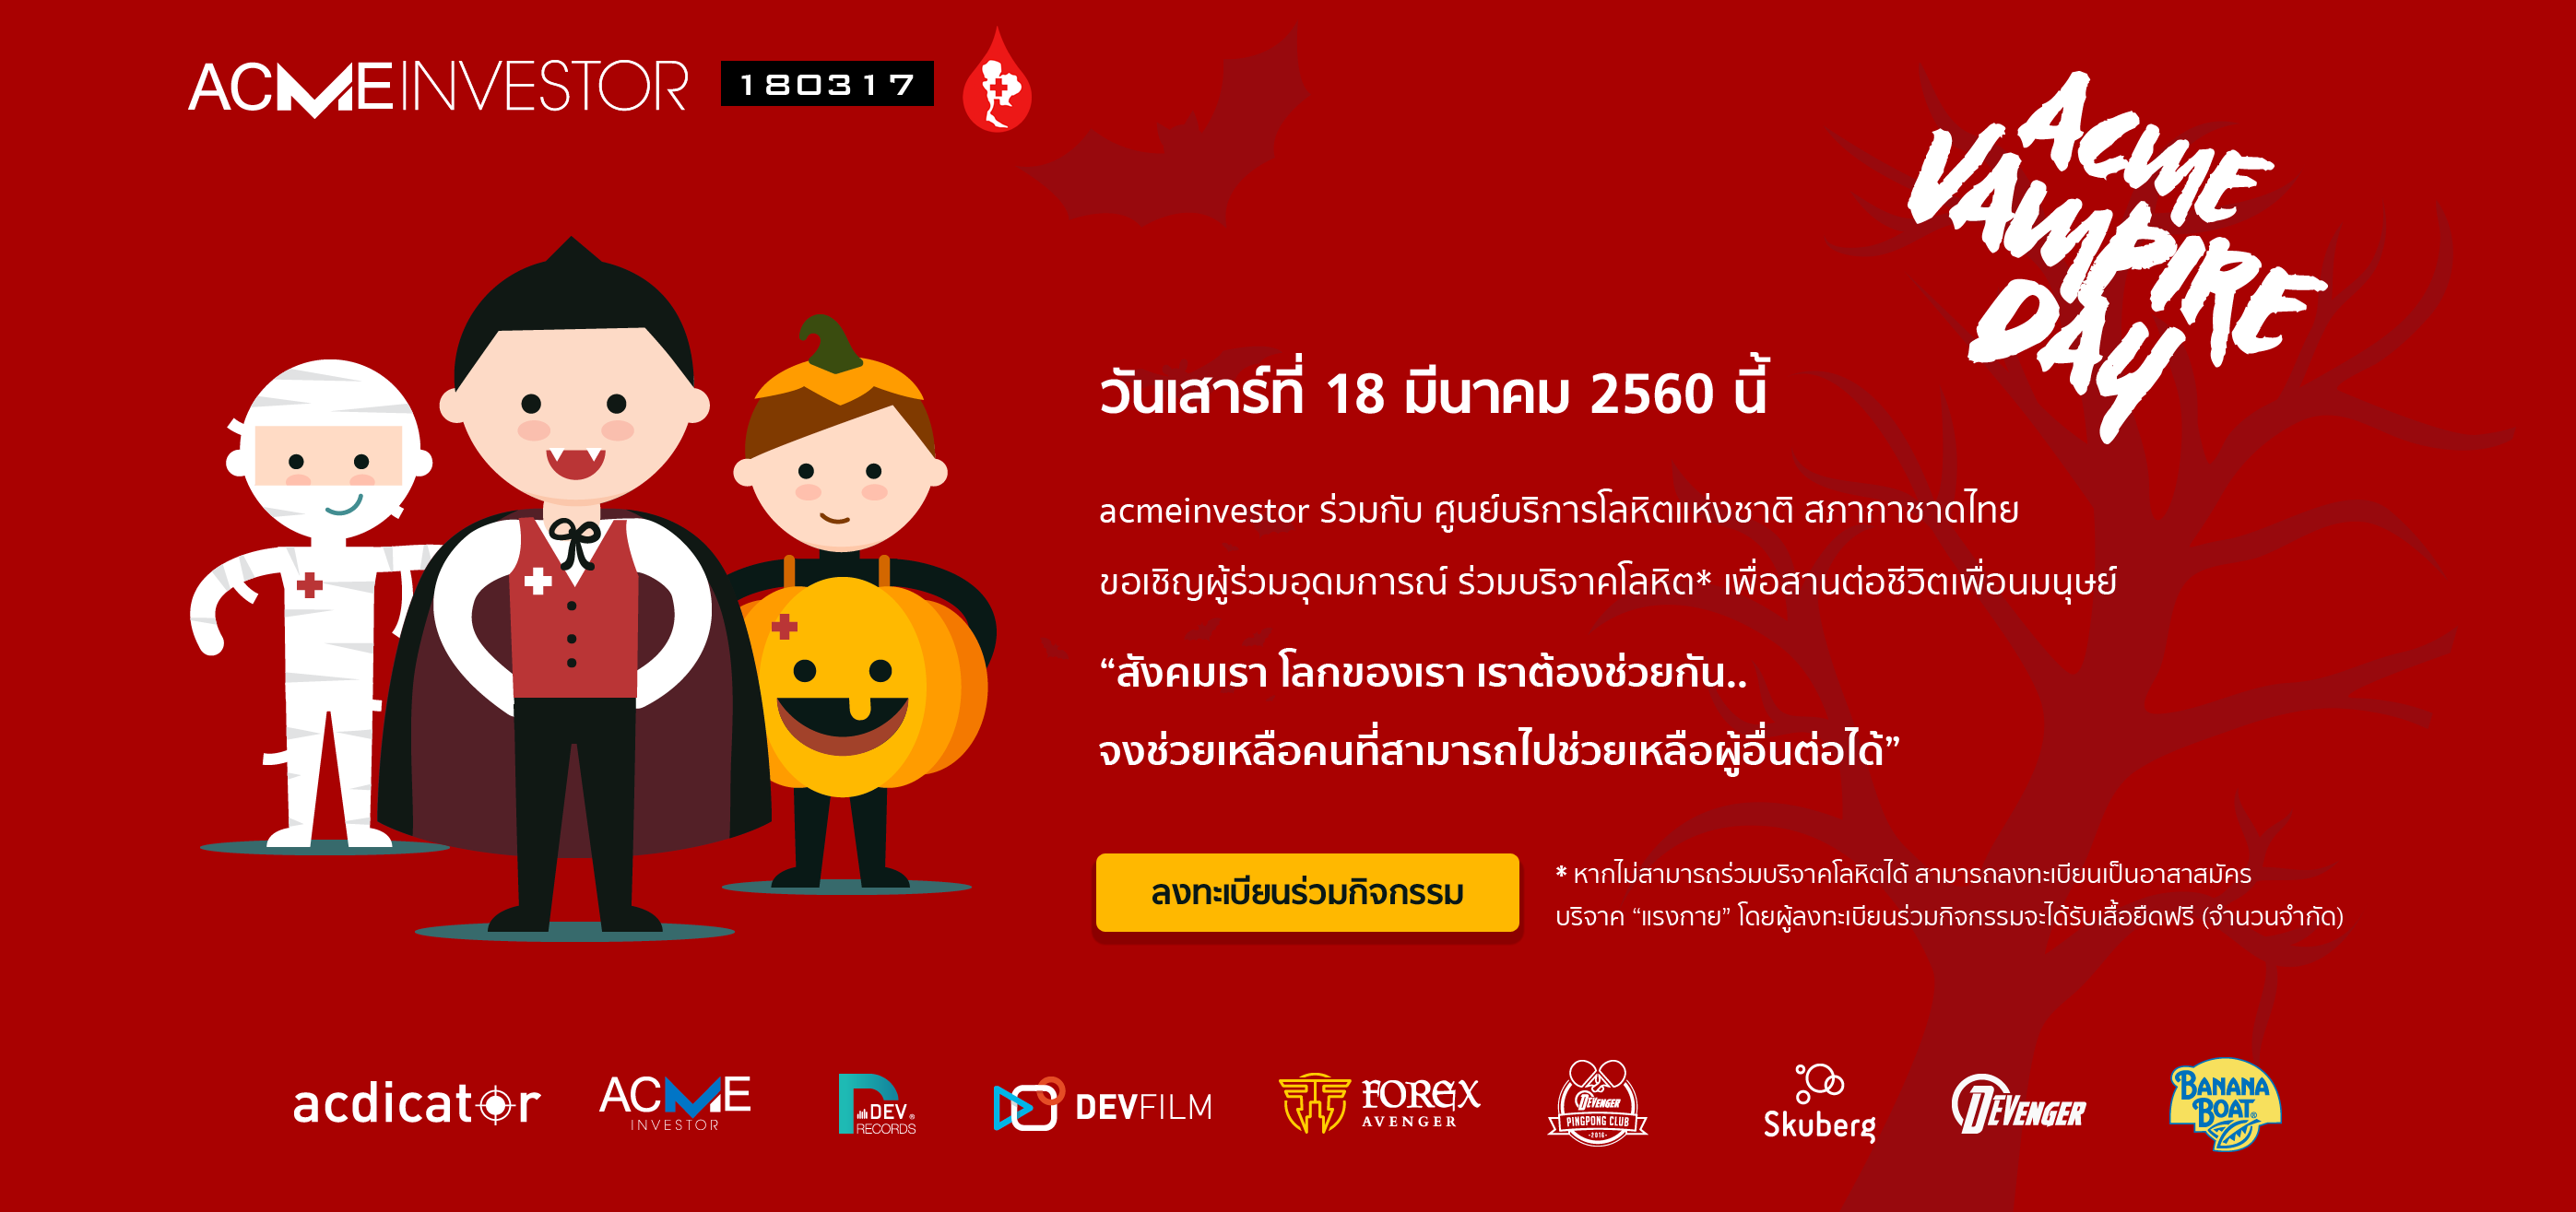 ACMEINVESTOR
180317
ACME
VAMPIRE
DAY
วันเสาร์ที่ 18 มีนาคม 2560 นี้
acmeinvestor ร่วมกับ ศูนย์บริการโลหิตแห่งชาติ สภากาชาดไทย
ขอเชิญผู้ร่วมอุดมการณ์ ร่วมบริจาคโลหิต* เพื่อสานต่อชีวิตเพื่อนมนุษย์
“สังคมเรา โลกของเรา เราต้องช่วยกัน..
จงช่วยเหลือคนที่สามารถไปช่วยเหลือผู้อื่นต่อได้”
ลงทะเบียนร่วมกิจกรรม
* หากไม่สามารถร่วมบริจาคโลหิตได้ สามารถลงทะเบียนเป็นอาสาสมัคร
บริจาค “แรงกาย” โดยผู้ลงทะเบียนร่วมกิจกรรมจะได้รับเสื้อยืดฟรี (จำนวนจำกัด)
acdicator
ACME
INVESTOR
DEV®
RECORDS
DEVFILM
FOREX
AVENGER
DEVENGER
PINGPONG CLUB
-2016-
Skuberg
DEVENGER
BANANA
BOAT®